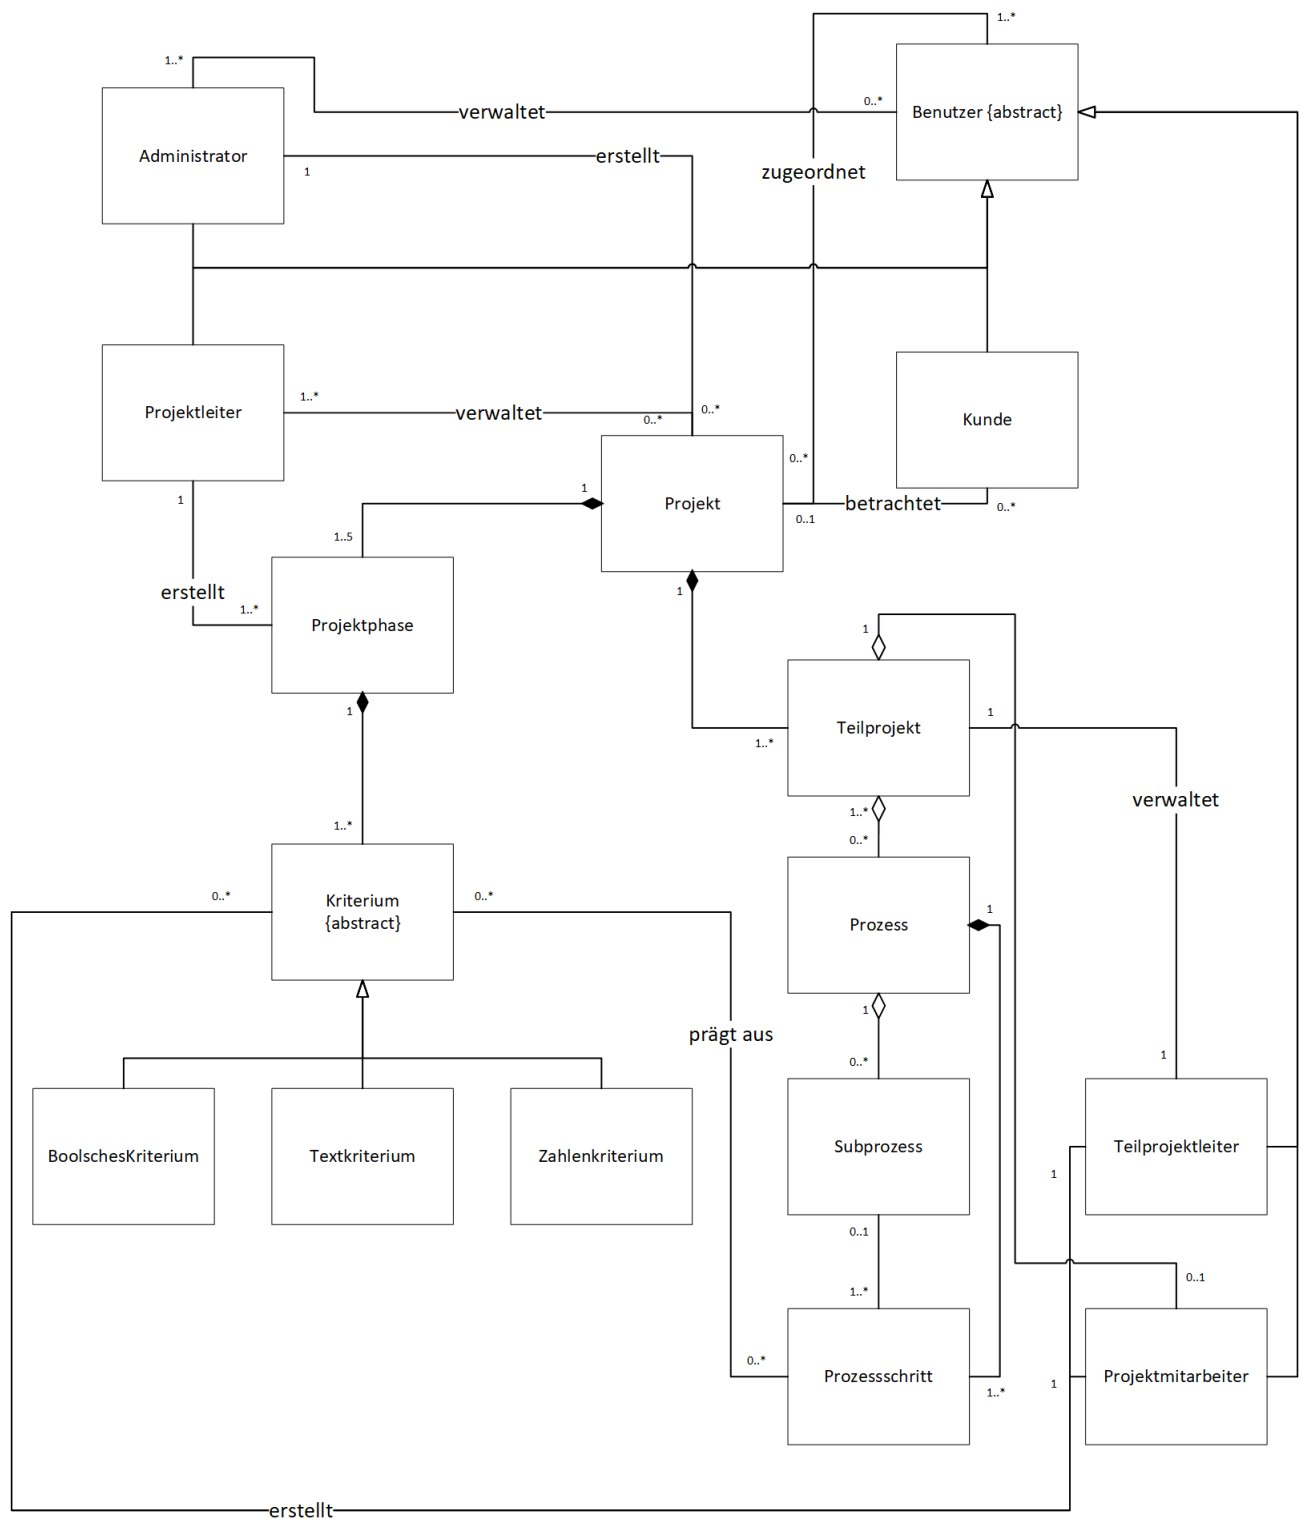 1..*
1..*
verwaltet
0..*
Benutzer {abstract}
Administrator
erstellt
1
zugeordnet
Projektleiter
1..*
verwaltet
0..*
0..*
Kunde
1
0..*
1
Projekt
0..1
betrachtet
0..*
1..5
erstellt
1..*
1
Projektphase
1
1
1
Teilprojekt
1..*
verwaltet
1..*
1..*
0..*
0..*
Kriterium
{abstract}
0..*
1
Prozess
prägt aus
1
0..*
1
BoolschesKriterium
Textkriterium
Zahlenkriterium
Subprozess
Teilprojektleiter
1
0..1
1..*
0..1
0..*
Prozessschritt
1..*
1
Projektmitarbeiter
erstellt